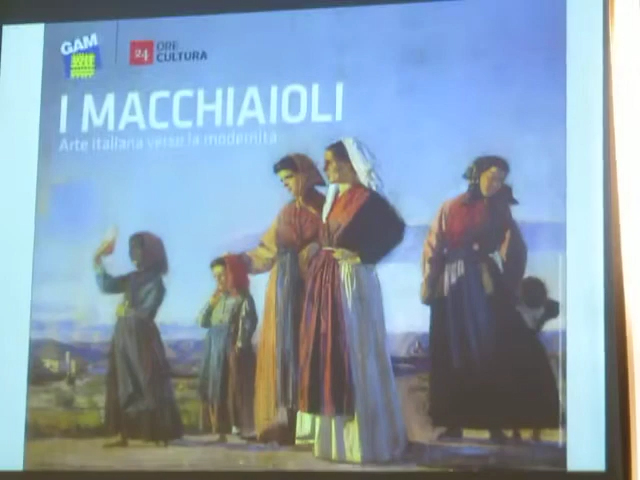 GAM
24 ORE
CULTURA
I MACCHIAIOLI
Arte italiana verso la modernità